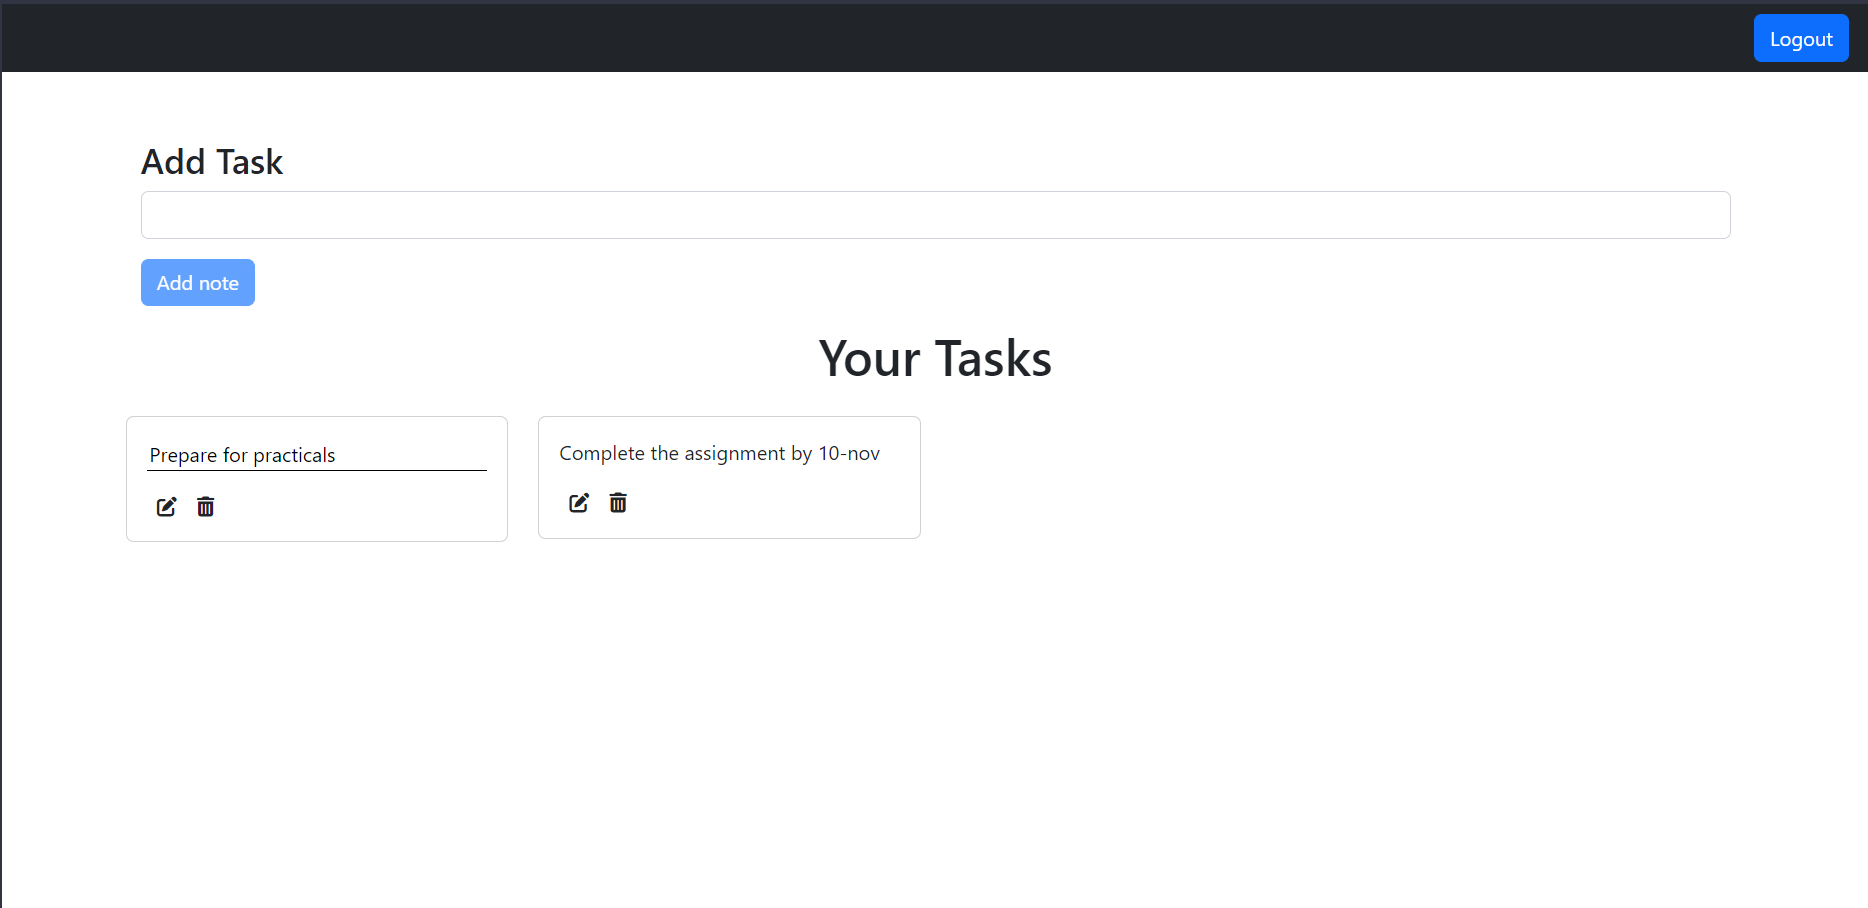 Logout
Add Task
Add note
Your Tasks
Prepare for practicals
Complete the assignment by 10-nov